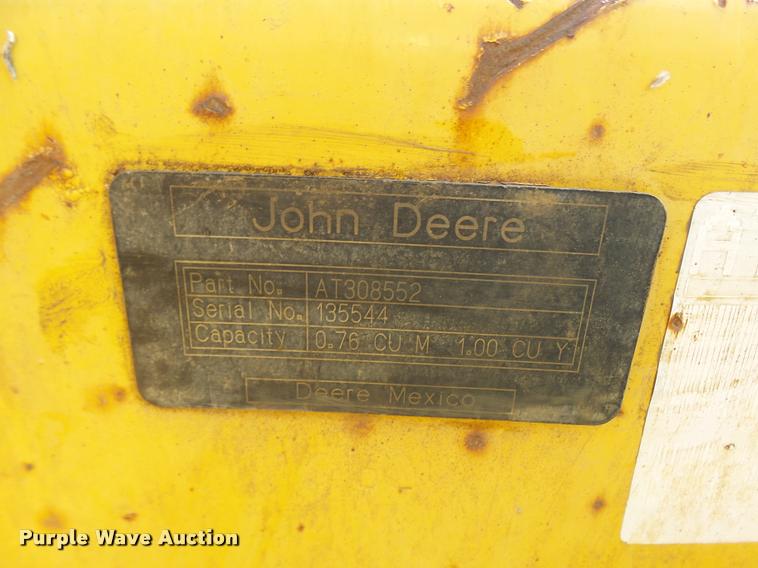 John Deere
Part No. AT308552
Serial No. 135544
Capacity 0.76 CU M 1.00 CU Y
Deere Mexico
Purple Wave Auction